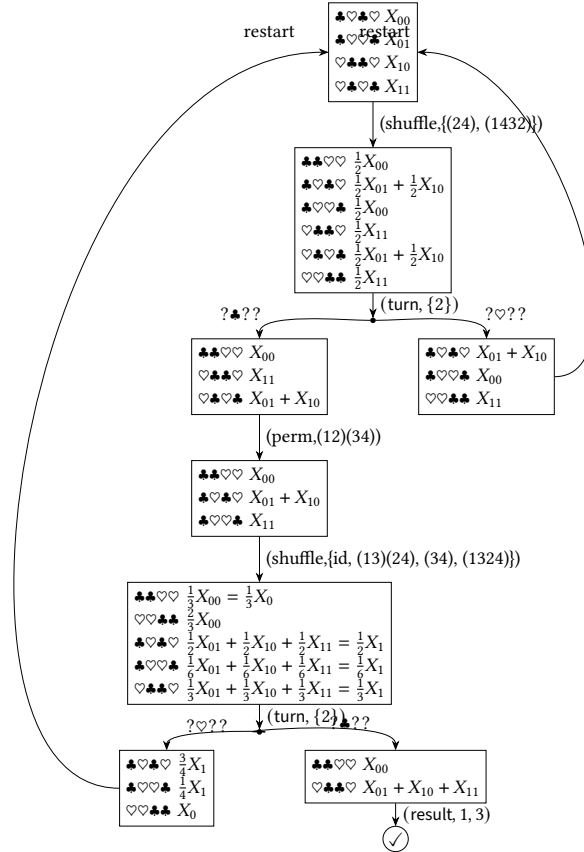 restart restart
♣♡♣♡ X₀₀
♣♡♡♣ X₀₁
♡♣♣♡ X₁₀
♡♣♡♣ X₁₁
(shuffle,{(24), (1432)})
♣♣♡♡ ½X₀₀
♣♡♣♡ ½X₀₁ + ½X₁₀
♣♡♡♣ ½X₀₀
♡♣♣♡ ½X₁₁
♡♣♡♣ ½X₀₁ + ½X₁₀
♡♡♣♣ ½X₁₁
(turn, {2})
?♣?? ?♡??
♣♣♡♡ X₀₀
♡♣♣♡ X₁₁
♡♣♡♣ X₀₁ + X₁₀
♣♡♣♡ X₀₁ + X₁₀
♣♡♡♣ X₀₀
♡♡♣♣ X₁₁
(perm,(12)(34))
♣♣♡♡ X₀₀
♣♡♣♡ X₀₁ + X₁₀
♣♡♡♣ X₁₁
(shuffle,{id, (13)(24), (34), (1324)})
♣♣♡♡ ⅓X₀₀ = ⅓X₀
♡♡♣♣ ⅔X₀₀
♣♡♣♡ ½X₀₁ + ½X₁₀ + ½X₁₁ = ½X₁
♣♡♡♣ ⅙X₀₁ + ⅙X₁₀ + ⅙X₁₁ = ⅙X₁
♡♣♣♡ ⅓X₀₁ + ⅓X₁₀ + ⅓X₁₁ = ⅓X₁
(turn, {2})
?♡?? ?♣??
♣♡♣♡ ¾X₁
♣♡♡♣ ¼X₁
♡♡♣♣ X₀
♣♣♡♡ X₀₀
♡♣♣♡ X₀₁ + X₁₀ + X₁₁
(result, 1, 3)
✓